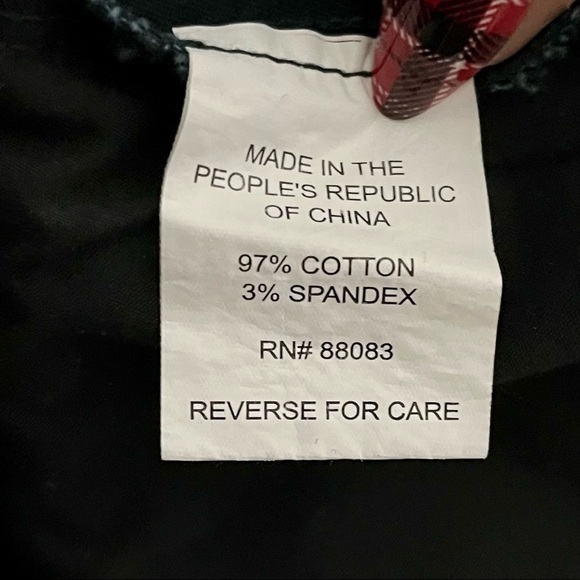 MADE IN THE
PEOPLE'S REPUBLIC
OF CHINA
97% COTTON
3% SPANDEX
RN# 88083
REVERSE FOR CARE